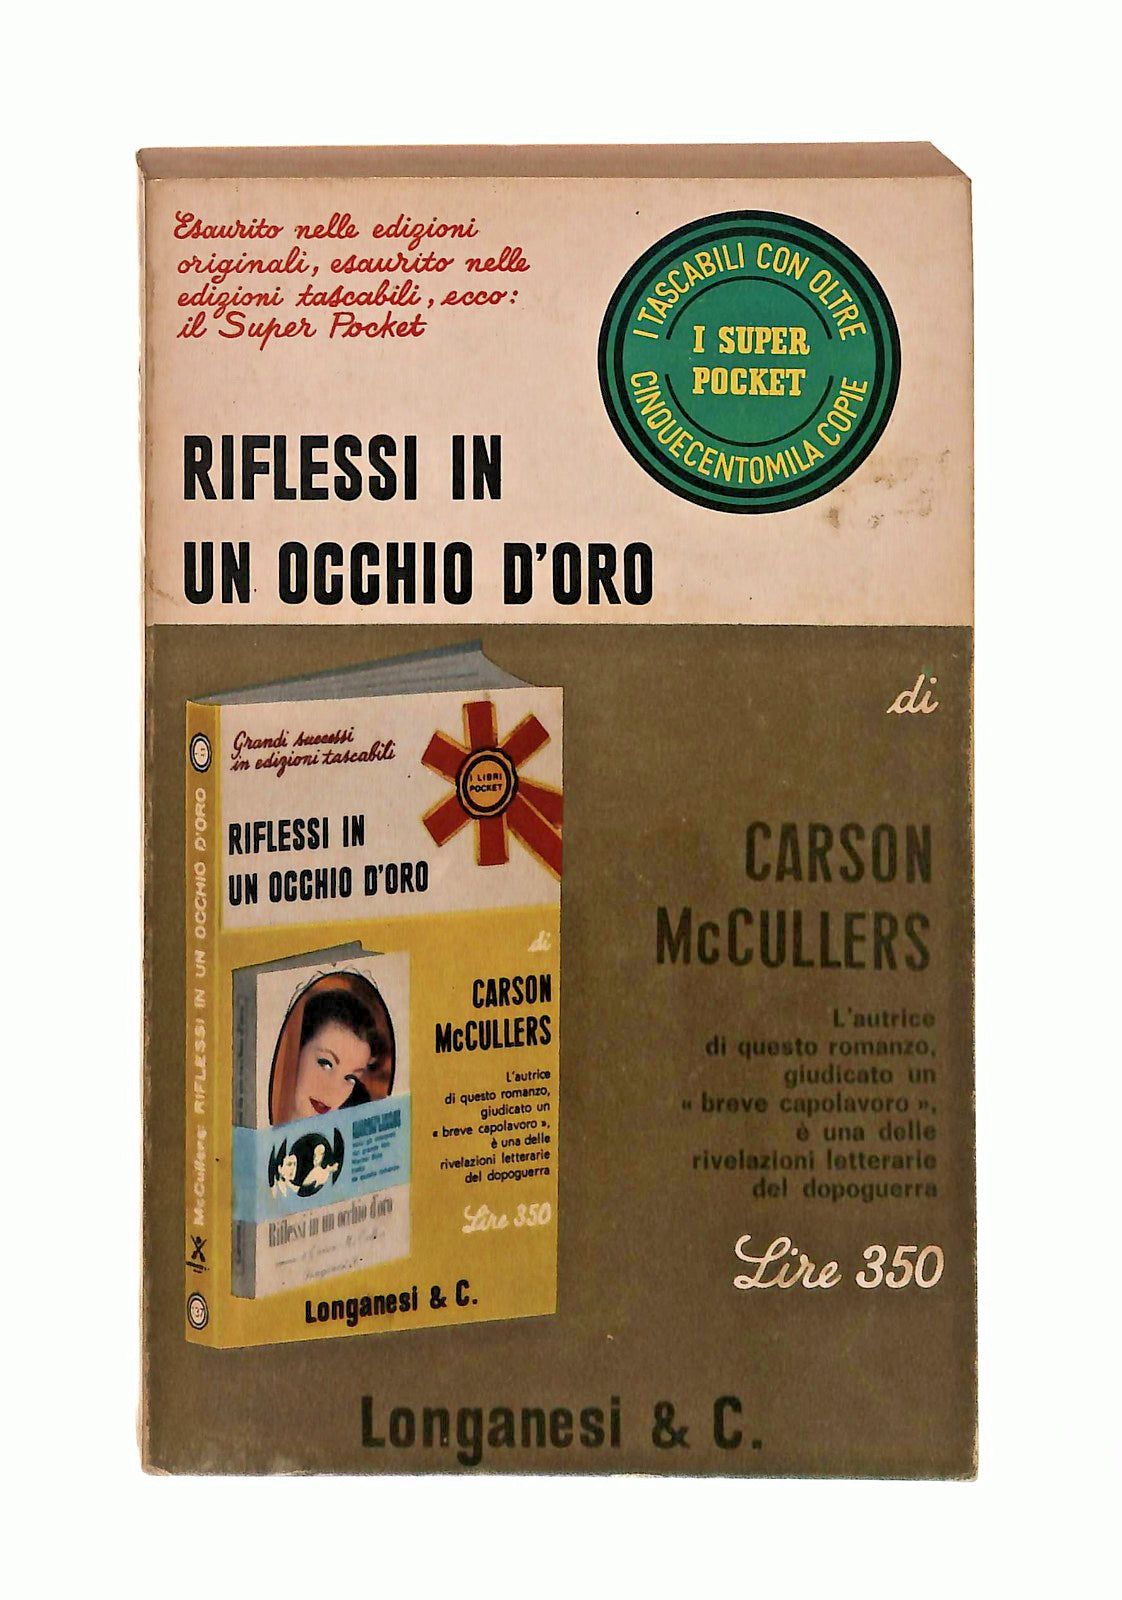 Esaurito nelle edizioni
originali, esaurito nelle
edizioni tascabili, ecco:
il Super Pocket
I TASCABILI CON OLTRE
I SUPER
POCKET
CINQUECENTOMILA COPIE
RIFLESSI IN
UN OCCHIO D'ORO
di
CARSON
McCULLERS
L'autrice
di questo romanzo,
giudicato un
« breve capolavoro »,
è una delle
rivelazioni letterarie
del dopoguerra
Lire 350
Grandi successi
in edizioni tascabili
I LIBRI
POCKET
RIFLESSI IN
UN OCCHIO D'ORO
McCullers: RIFLESSI IN UN OCCHIO D'ORO
di
CARSON
McCULLERS
L'autrice
di questo romanzo,
giudicato un
« breve capolavoro »,
è una delle
rivelazioni letterarie
del dopoguerra
Lire 350
Riflessi in un occhio d'oro
Longanesi & C.
Longanesi & C.